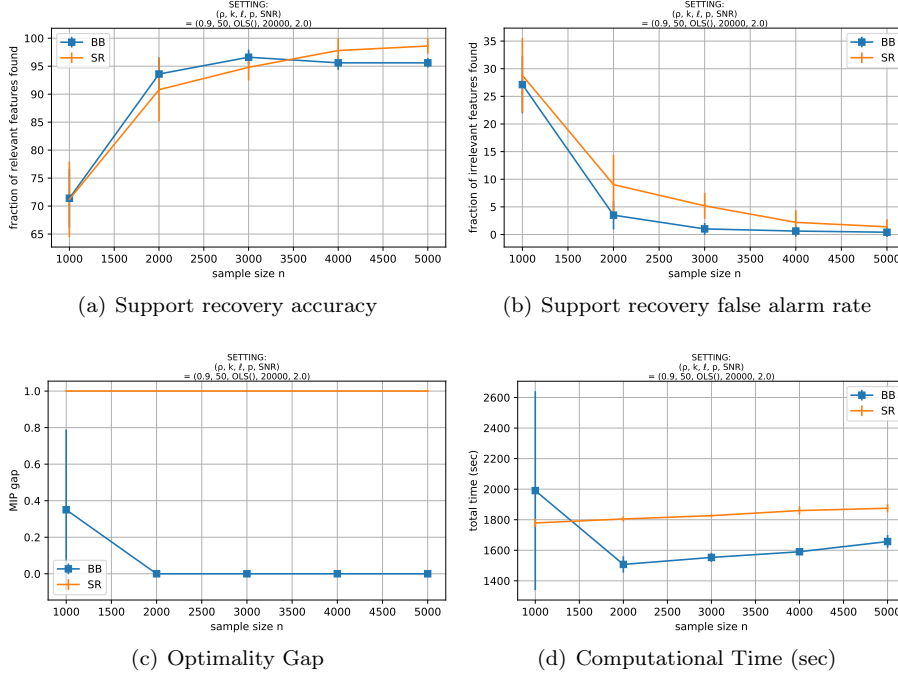 SETTING:
(ρ, k, ℓ, p, SNR)
= (0.9, 50, OLS(), 20000, 2.0)
100
95
90
85
80
75
70
65
fraction of relevant features found
BB
SR
1000 1500 2000 2500 3000 3500 4000 4500 5000
sample size n
(a) Support recovery accuracy
SETTING:
(ρ, k, ℓ, p, SNR)
= (0.9, 50, OLS(), 20000, 2.0)
35
30
25
20
15
10
5
0
fraction of irrelevant features found
BB
SR
1000 1500 2000 2500 3000 3500 4000 4500 5000
sample size n
(b) Support recovery false alarm rate
SETTING:
(ρ, k, ℓ, p, SNR)
= (0.9, 50, OLS(), 20000, 2.0)
1.0
0.8
0.6
0.4
0.2
0.0
MIP gap
BB
SR
1000 1500 2000 2500 3000 3500 4000 4500 5000
sample size n
(c) Optimality Gap
SETTING:
(ρ, k, ℓ, p, SNR)
= (0.9, 50, OLS(), 20000, 2.0)
2600
2400
2200
2000
1800
1600
1400
total time (sec)
BB
SR
1000 1500 2000 2500 3000 3500 4000 4500 5000
sample size n
(d) Computational Time (sec)